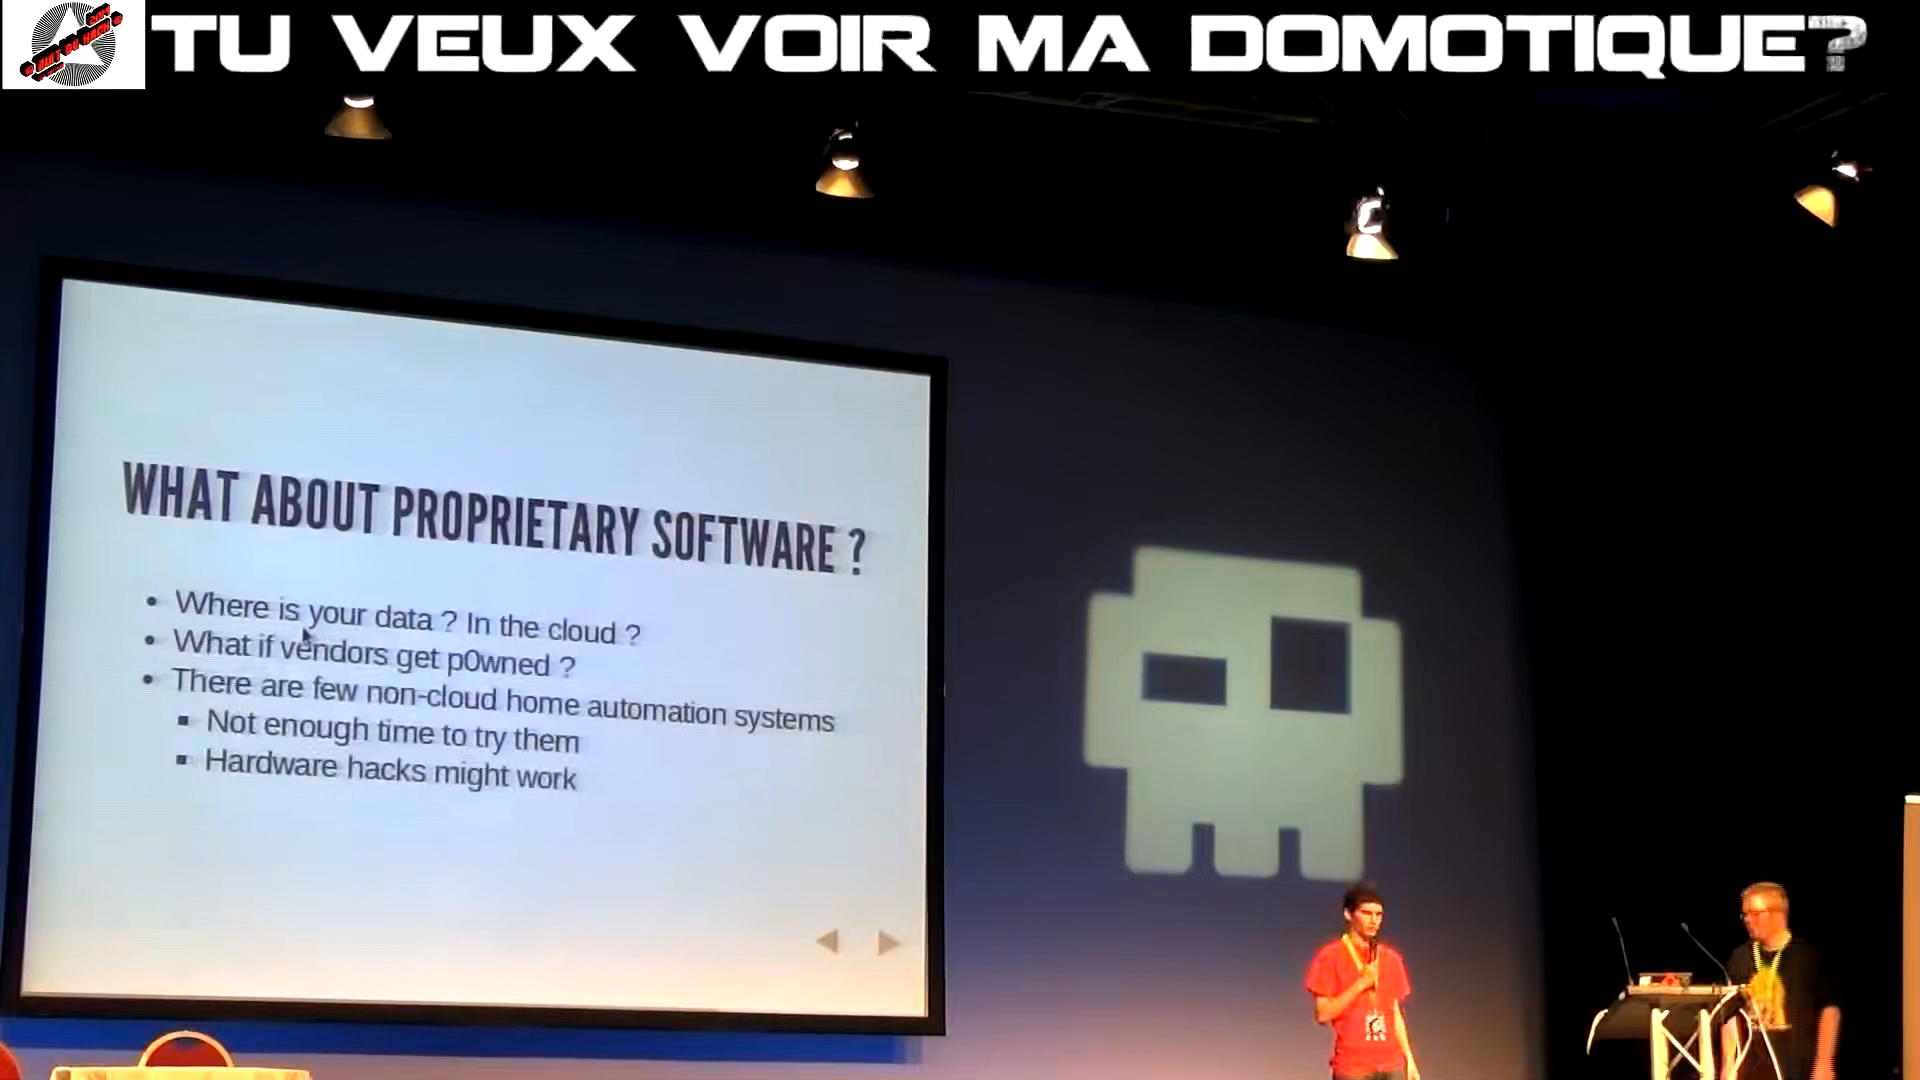 TU VEUX VOIR MA DOMOTIQUE?
WHAT ABOUT PROPRIETARY SOFTWARE ?
Where is your data ? In the cloud ?
What if vendors get p0wned ?
There are few non-cloud home automation systems
Not enough time to try them
Hardware hacks might work